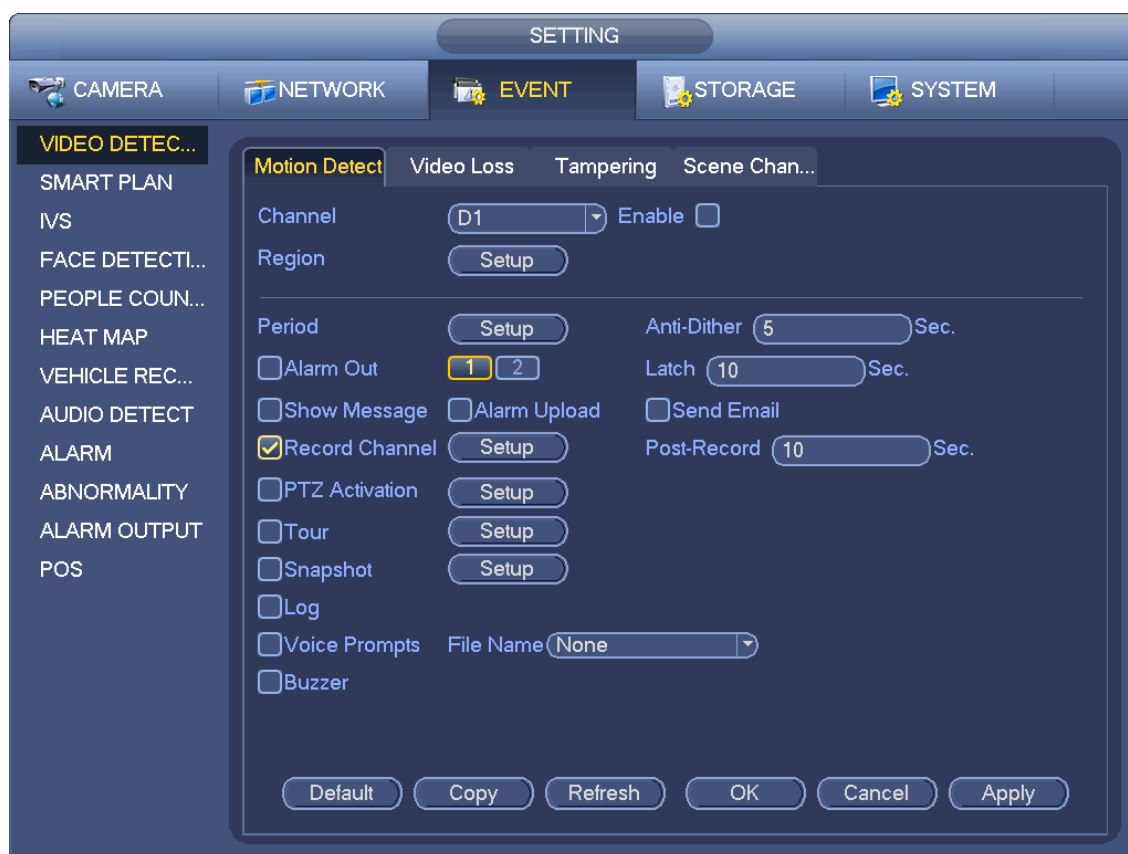 SETTING
CAMERA NETWORK EVENT STORAGE SYSTEM
VIDEO DETEC...
SMART PLAN
IVS
FACE DETECTI...
PEOPLE COUN...
HEAT MAP
VEHICLE REC...
AUDIO DETECT
ALARM
ABNORMALITY
ALARM OUTPUT
POS
Motion Detect Video Loss Tampering Scene Chan...
Channel D1 Enable
Region Setup
Period Setup Anti-Dither 5 Sec.
Alarm Out 1 2 Latch 10 Sec.
Show Message Alarm Upload Send Email
Record Channel Setup Post-Record 10 Sec.
PTZ Activation Setup
Tour Setup
Snapshot Setup
Log
Voice Prompts File Name None
Buzzer
Default Copy Refresh OK Cancel Apply